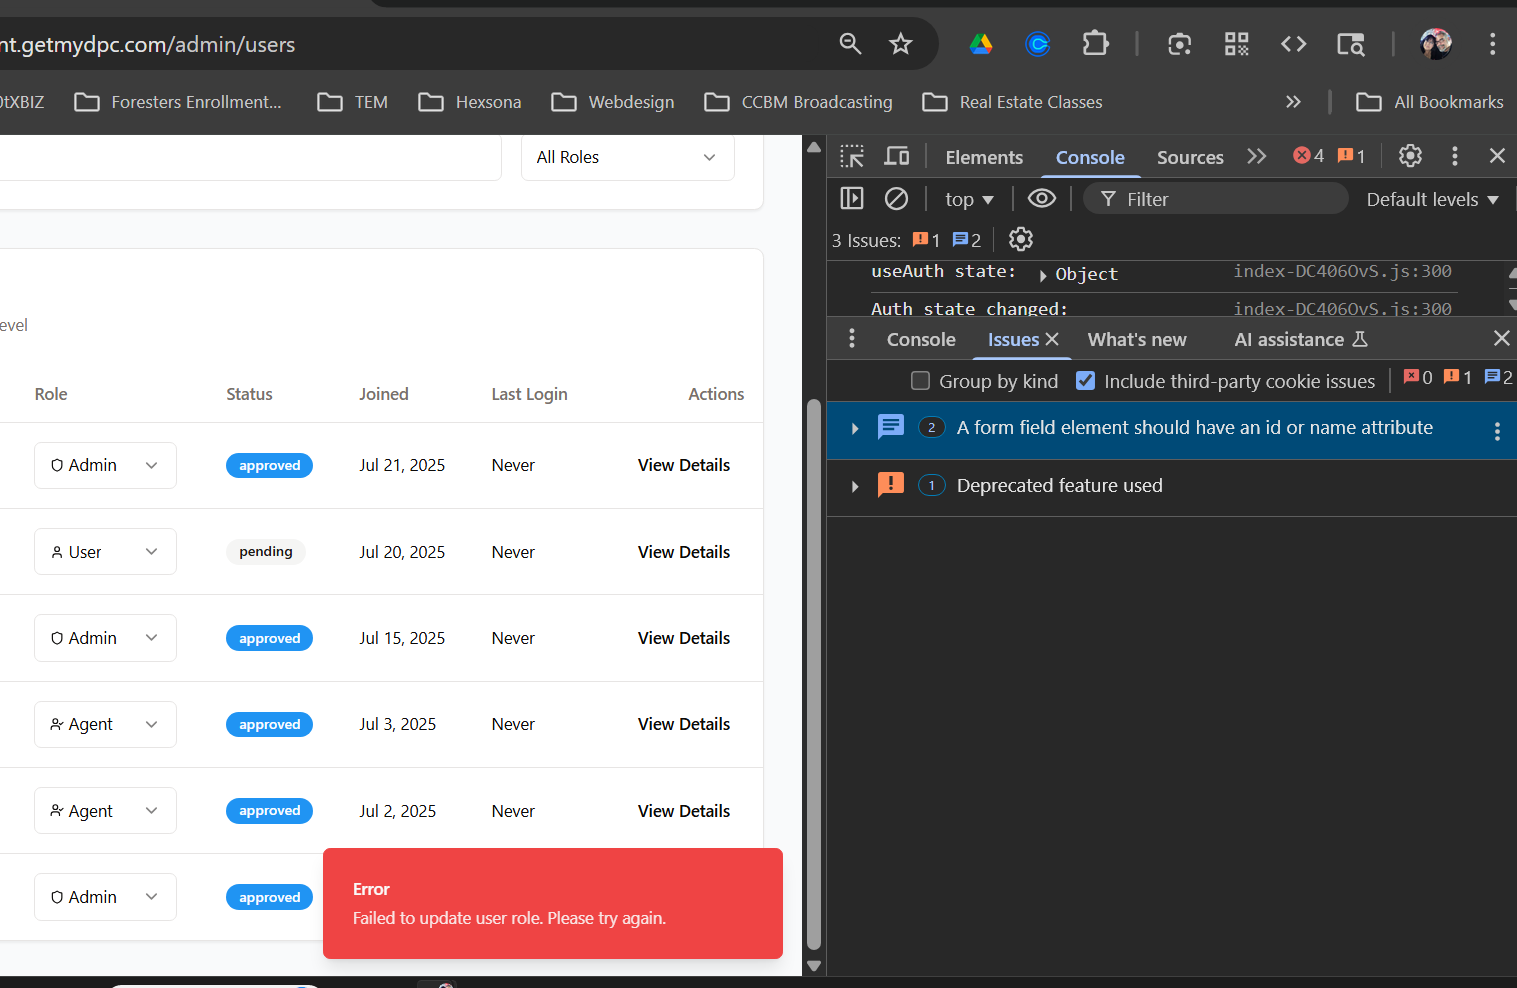 nt.getmydpc.com/admin/users
0tXBIZ
Foresters Enrollment...
TEM
Hexsona
Webdesign
CCBM Broadcasting
Real Estate Classes
All Bookmarks
All Roles
evel
Role Status Joined Last Login Actions
Admin approved Jul 21, 2025 Never View Details
User pending Jul 20, 2025 Never View Details
Admin approved Jul 15, 2025 Never View Details
Agent approved Jul 3, 2025 Never View Details
Agent approved Jul 2, 2025 Never View Details
Admin approved
Error
Failed to update user role. Please try again.
Elements Console Sources 4 1
top Filter Default levels
3 Issues: 1 2
useAuth state: Object index-DC406OvS.js:300
Auth state changed: index-DC406OvS.js:300
Console Issues What's new AI assistance
Group by kind Include third-party cookie issues 0 1 2
2 A form field element should have an id or name attribute
1 Deprecated feature used